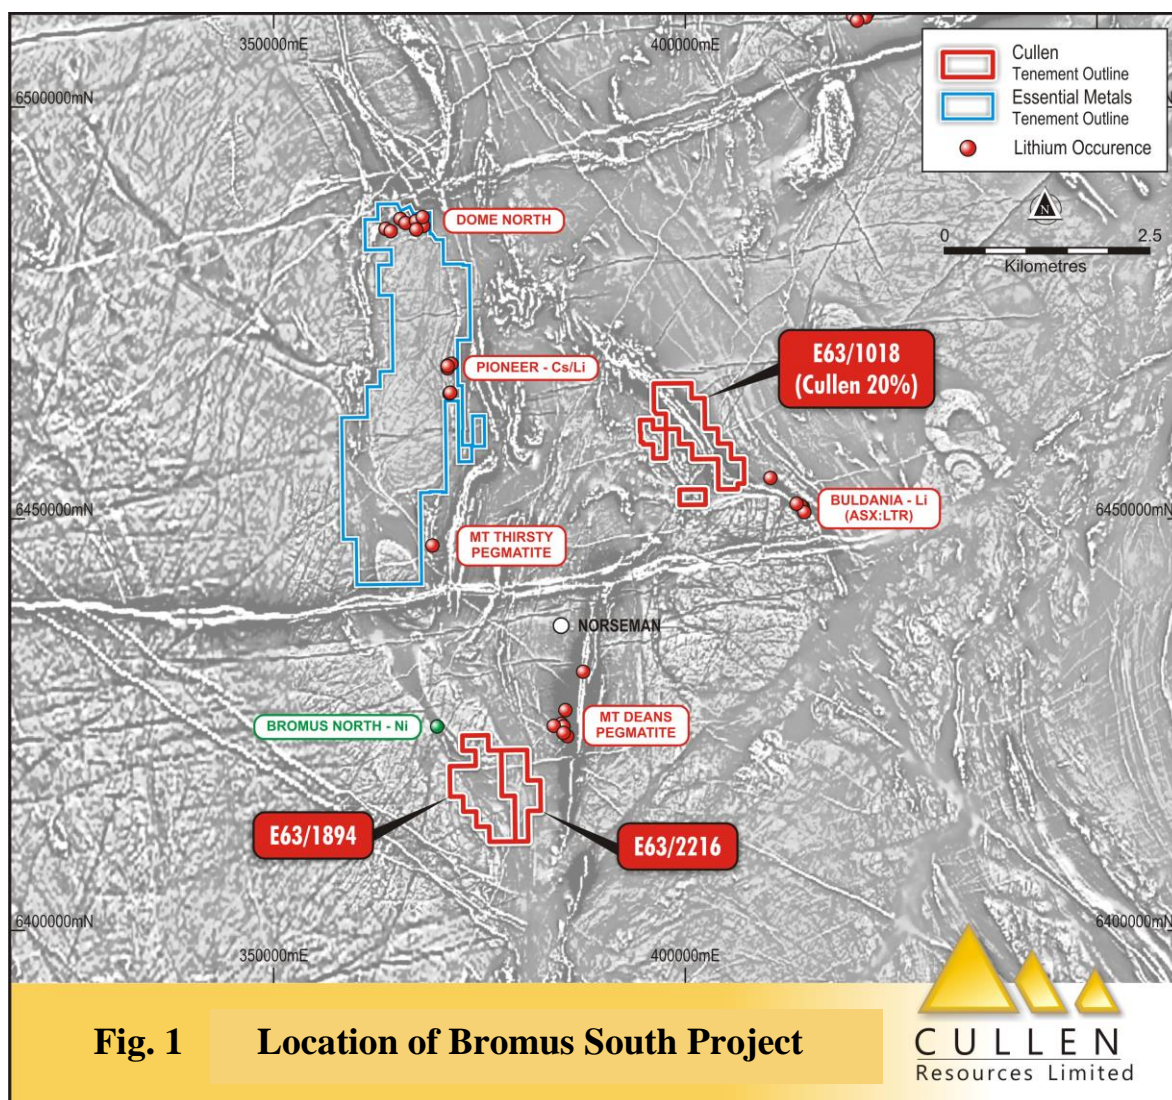 350000mE
400000mE
6500000mN
Cullen
Tenement Outline
Essential Metals
Tenement Outline
Lithium Occurence
N
0
2.5
Kilometres
DOME NORTH
PIONEER - Cs/Li
E63/1018
(Cullen 20%)
BULDANIA - Li
(ASX:LTR)
6450000mN
6450000mN
MT THIRSTY
PEGMATITE
NORSEMAN
BROMUS NORTH - Ni
MT DEANS
PEGMATITE
E63/1894
E63/2216
6400000mN
6400000mN
350000mE
400000mE
Fig. 1 Location of Bromus South Project
CULLEN
Resources Limited